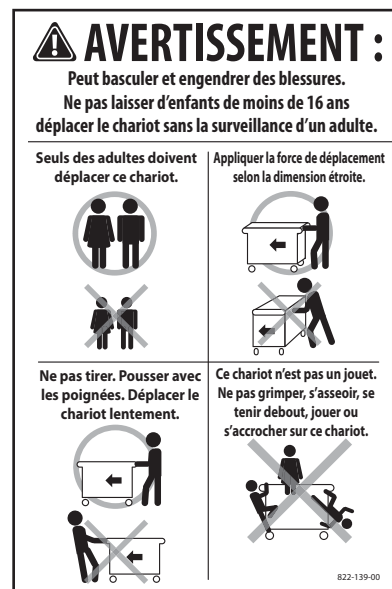 AVERTISSEMENT :
Peut basculer et engendrer des blessures.
Ne pas laisser d'enfants de moins de 16 ans
déplacer le chariot sans la surveillance d'un adulte.
Seuls des adultes doivent
déplacer ce chariot.
Appliquer la force de déplacement
selon la dimension étroite.
Ne pas tirer. Pousser avec
les poignées. Déplacer le
chariot lentement.
Ce chariot n'est pas un jouet.
Ne pas grimper, s'asseoir, se
tenir debout, jouer ou
s'accrocher sur ce chariot.
822-139-00